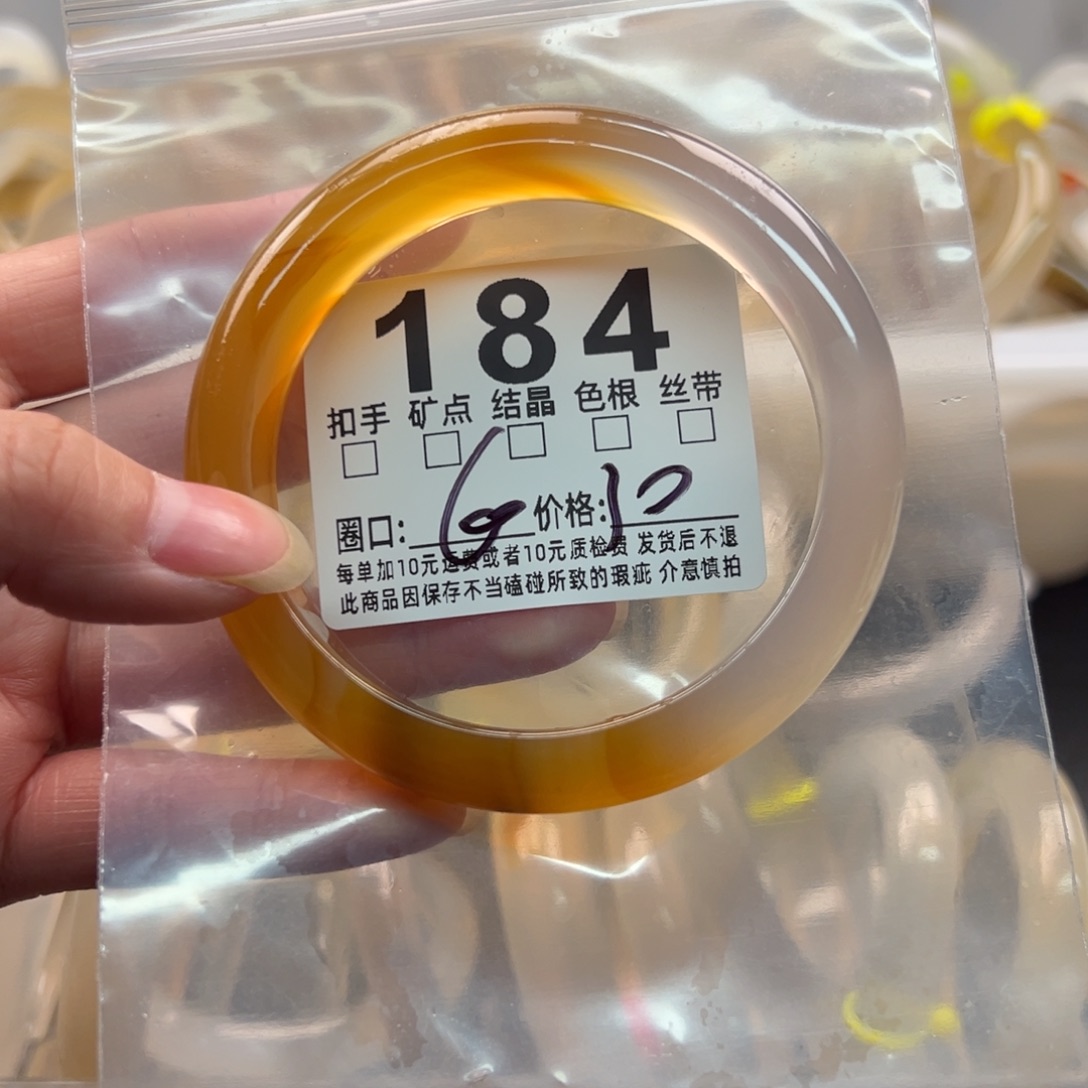 184
扣手 矿点 结晶 色根 丝带
□ □ □ □ □
圈口: 60 价格:
每单加10元运费或者10元质检费 发货后不退
此商品因保存不当磕碰所致的瑕疵 介意慎拍